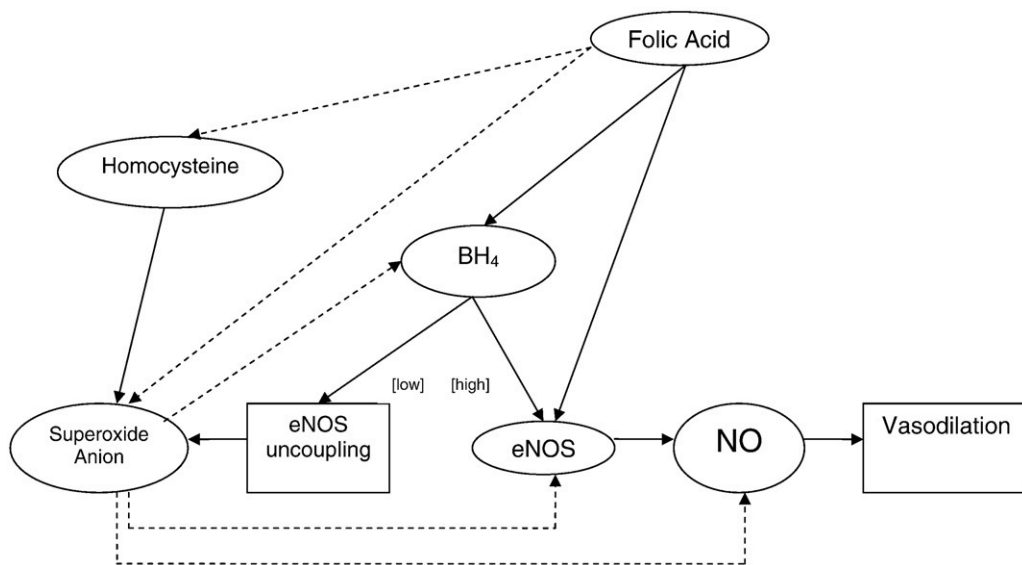 Folic Acid
Homocysteine
BH₄
[low] [high]
Superoxide
Anion
eNOS
uncoupling
eNOS
NO
Vasodilation